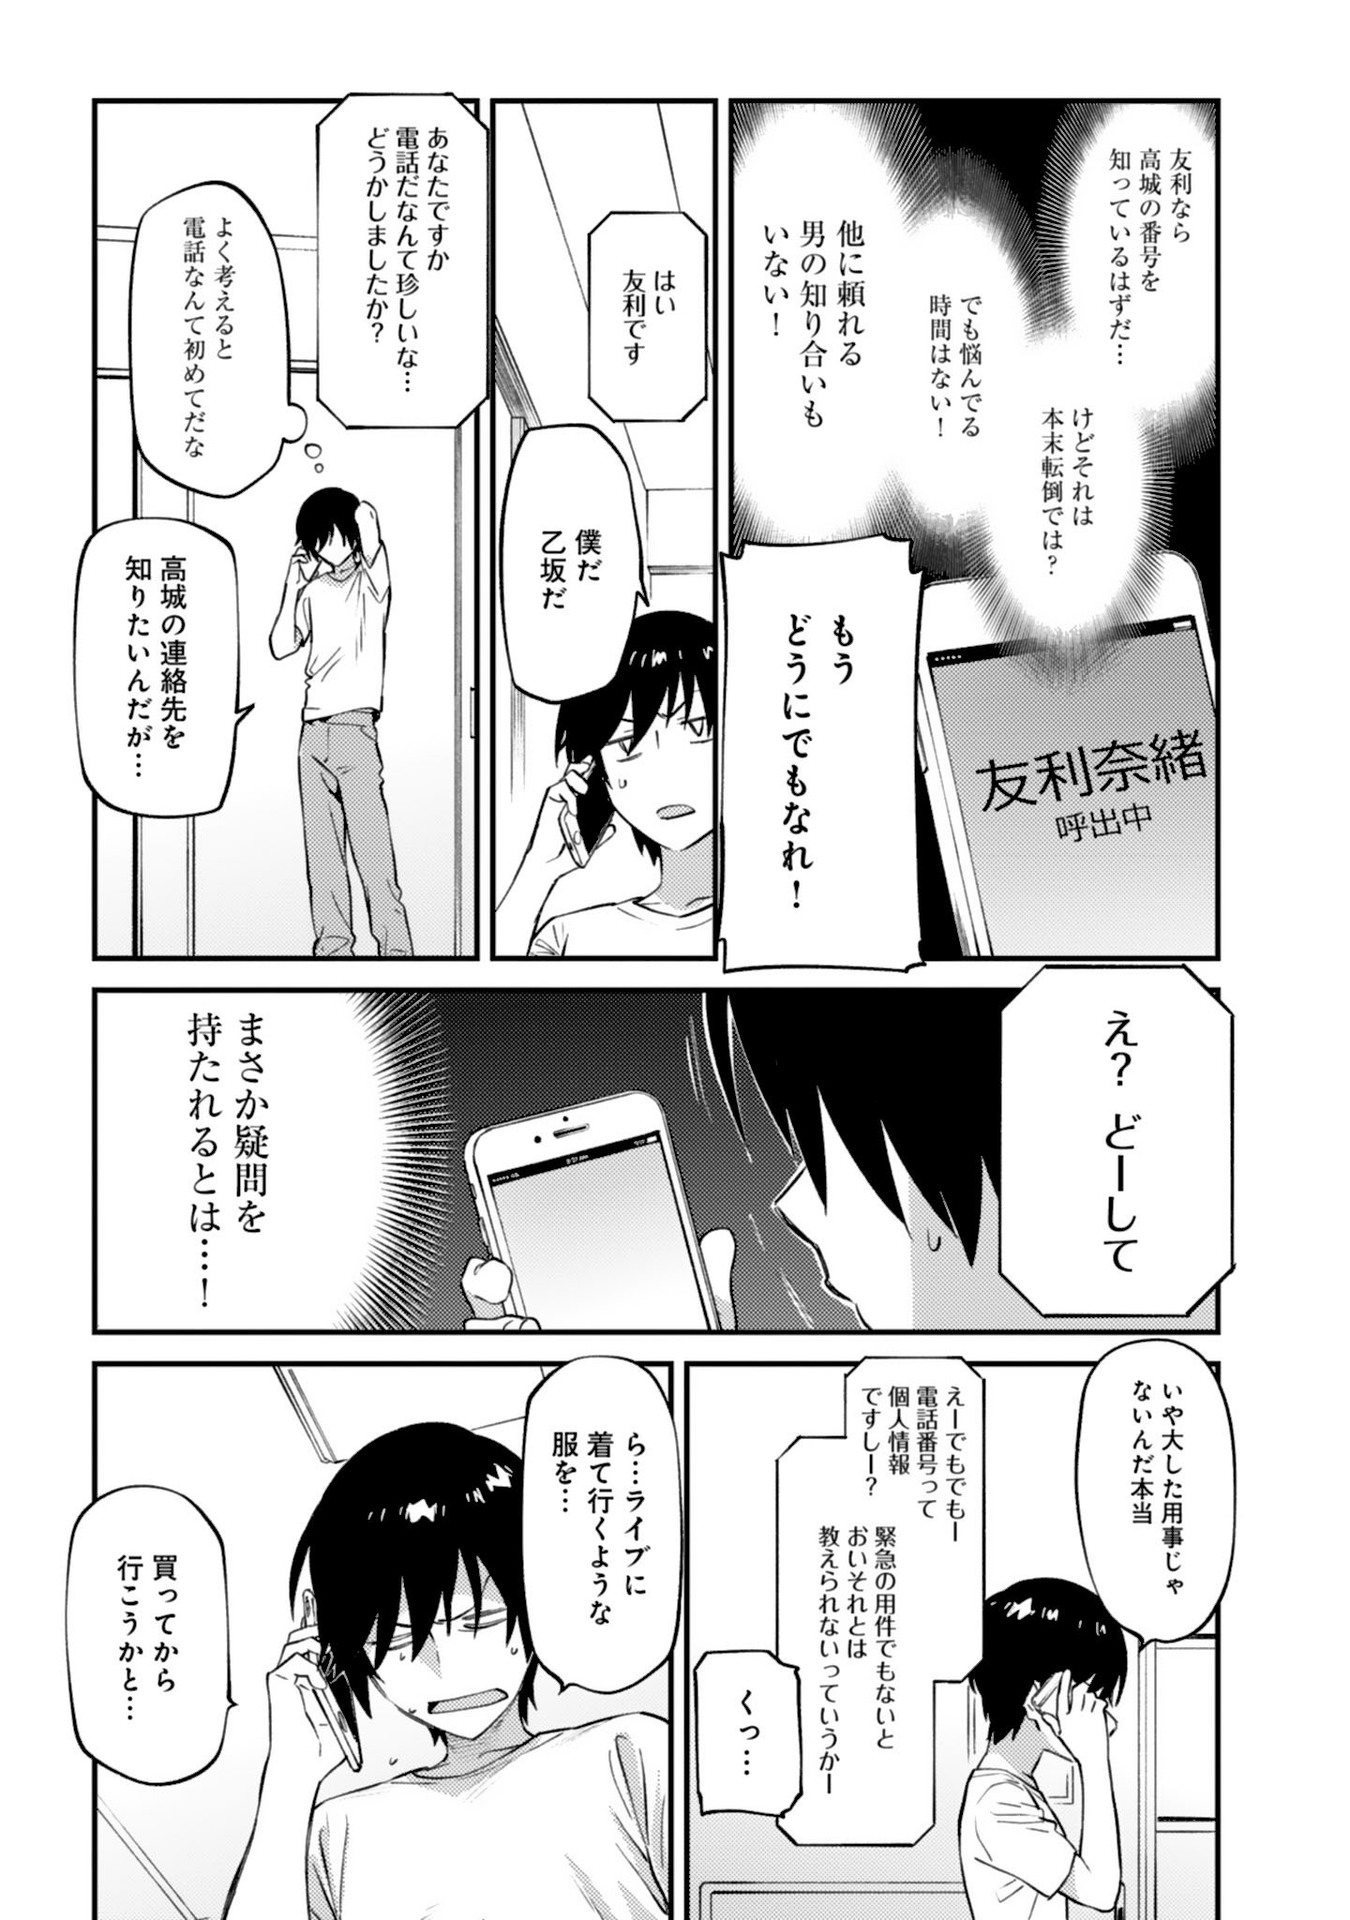 友利なら
高城の番号を
知っているはずだ…
けどそれは
本末転倒では？
でも悩んでる
時間はない！
他に頼れる
男の知り合いも
いない！
友利奈緒
呼出中
もう
どうにでもなれ！
はい
友利です
僕だ
乙坂だ
あなたですか
電話だなんて珍しいな…
どうかしましたか？
よく考えると
電話なんて初めてだな
高城の連絡先を
知りたいんだが…
え？どーして
まさか疑問を
持たれるとは……！
いや大した用事じゃ
ないんだ本当
えーでもでもー
電話番号って
個人情報
ですしー？
緊急の用件でもないと
おいそれとは
教えられないっていうかー
くっ…
ら…ライブに
着て行くような
服を…
買ってから
行こうかと…